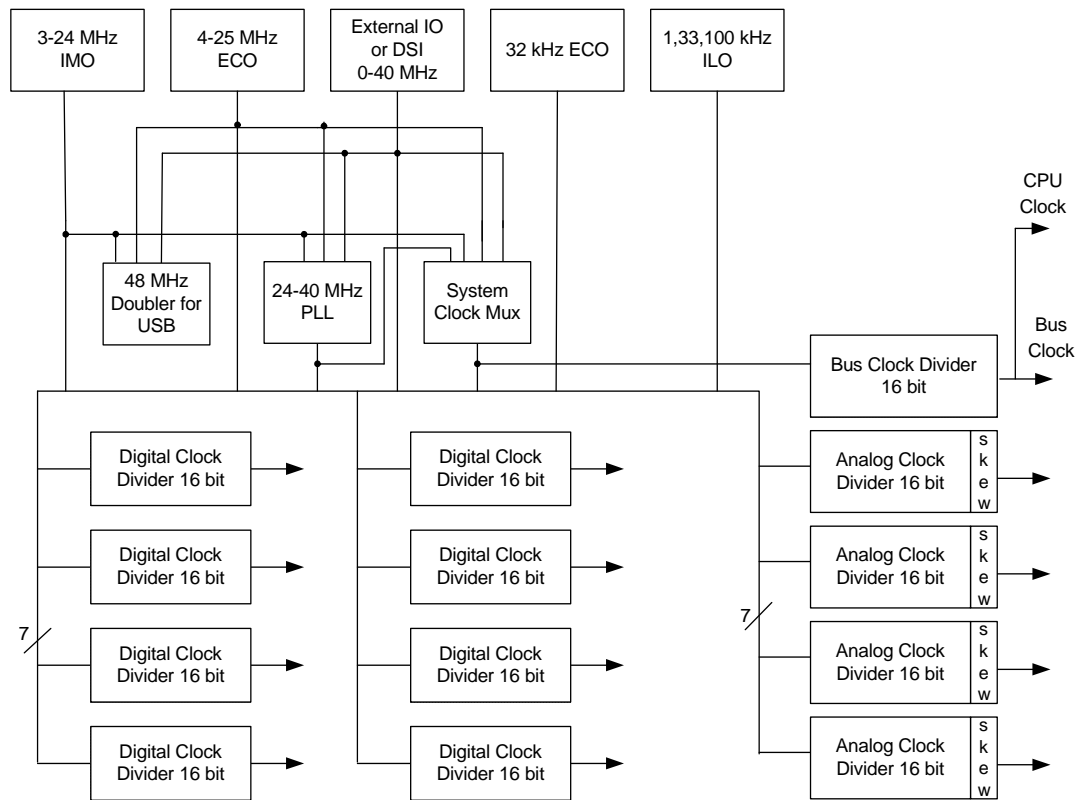 3-24 MHz
IMO
4-25 MHz
ECO
External IO
or DSI
0-40 MHz
32 kHz ECO
1,33,100 kHz
ILO
CPU
Clock
48 MHz
Doubler for
USB
24-40 MHz
PLL
System
Clock Mux
Bus
Clock
Bus Clock Divider
16 bit
Digital Clock
Divider 16 bit
Digital Clock
Divider 16 bit
Analog Clock
Divider 16 bit
s
k
e
w
Digital Clock
Divider 16 bit
Digital Clock
Divider 16 bit
Analog Clock
Divider 16 bit
s
k
e
w
7
7
Digital Clock
Divider 16 bit
Digital Clock
Divider 16 bit
Analog Clock
Divider 16 bit
s
k
e
w
Digital Clock
Divider 16 bit
Digital Clock
Divider 16 bit
Analog Clock
Divider 16 bit
s
k
e
w